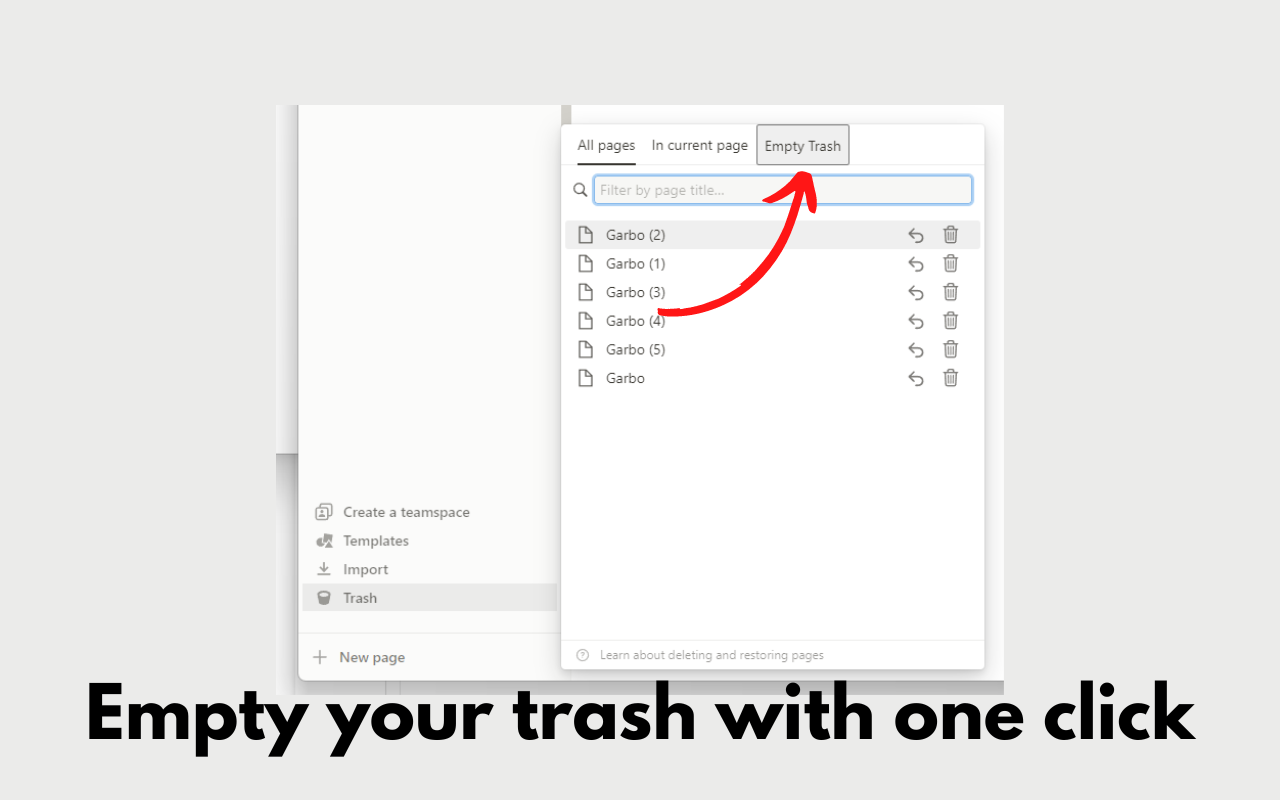 All pages In current page Empty Trash
Filter by page title...
Garbo (2)
Garbo (1)
Garbo (3)
Garbo (4)
Garbo (5)
Garbo
Create a teamspace
Templates
Import
Trash
New page
Learn about deleting and restoring pages
Empty your trash with one click